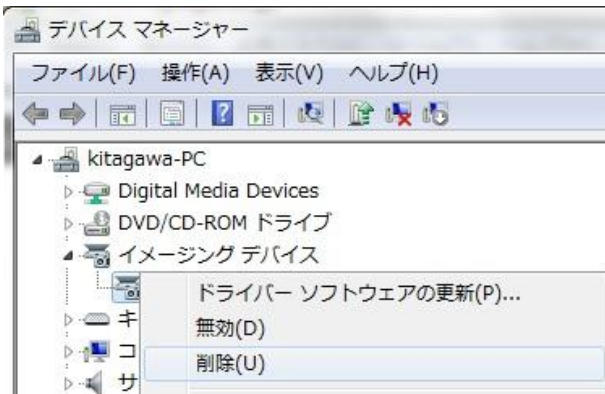 デバイス マネージャー
ファイル(F) 操作(A) 表示(V) ヘルプ(H)
kitagawa-PC
Digital Media Devices
DVD/CD-ROM ドライブ
イメージング デバイス
ドライバー ソフトウェアの更新(P)...
キ
無効(D)
コ
削除(U)
サ